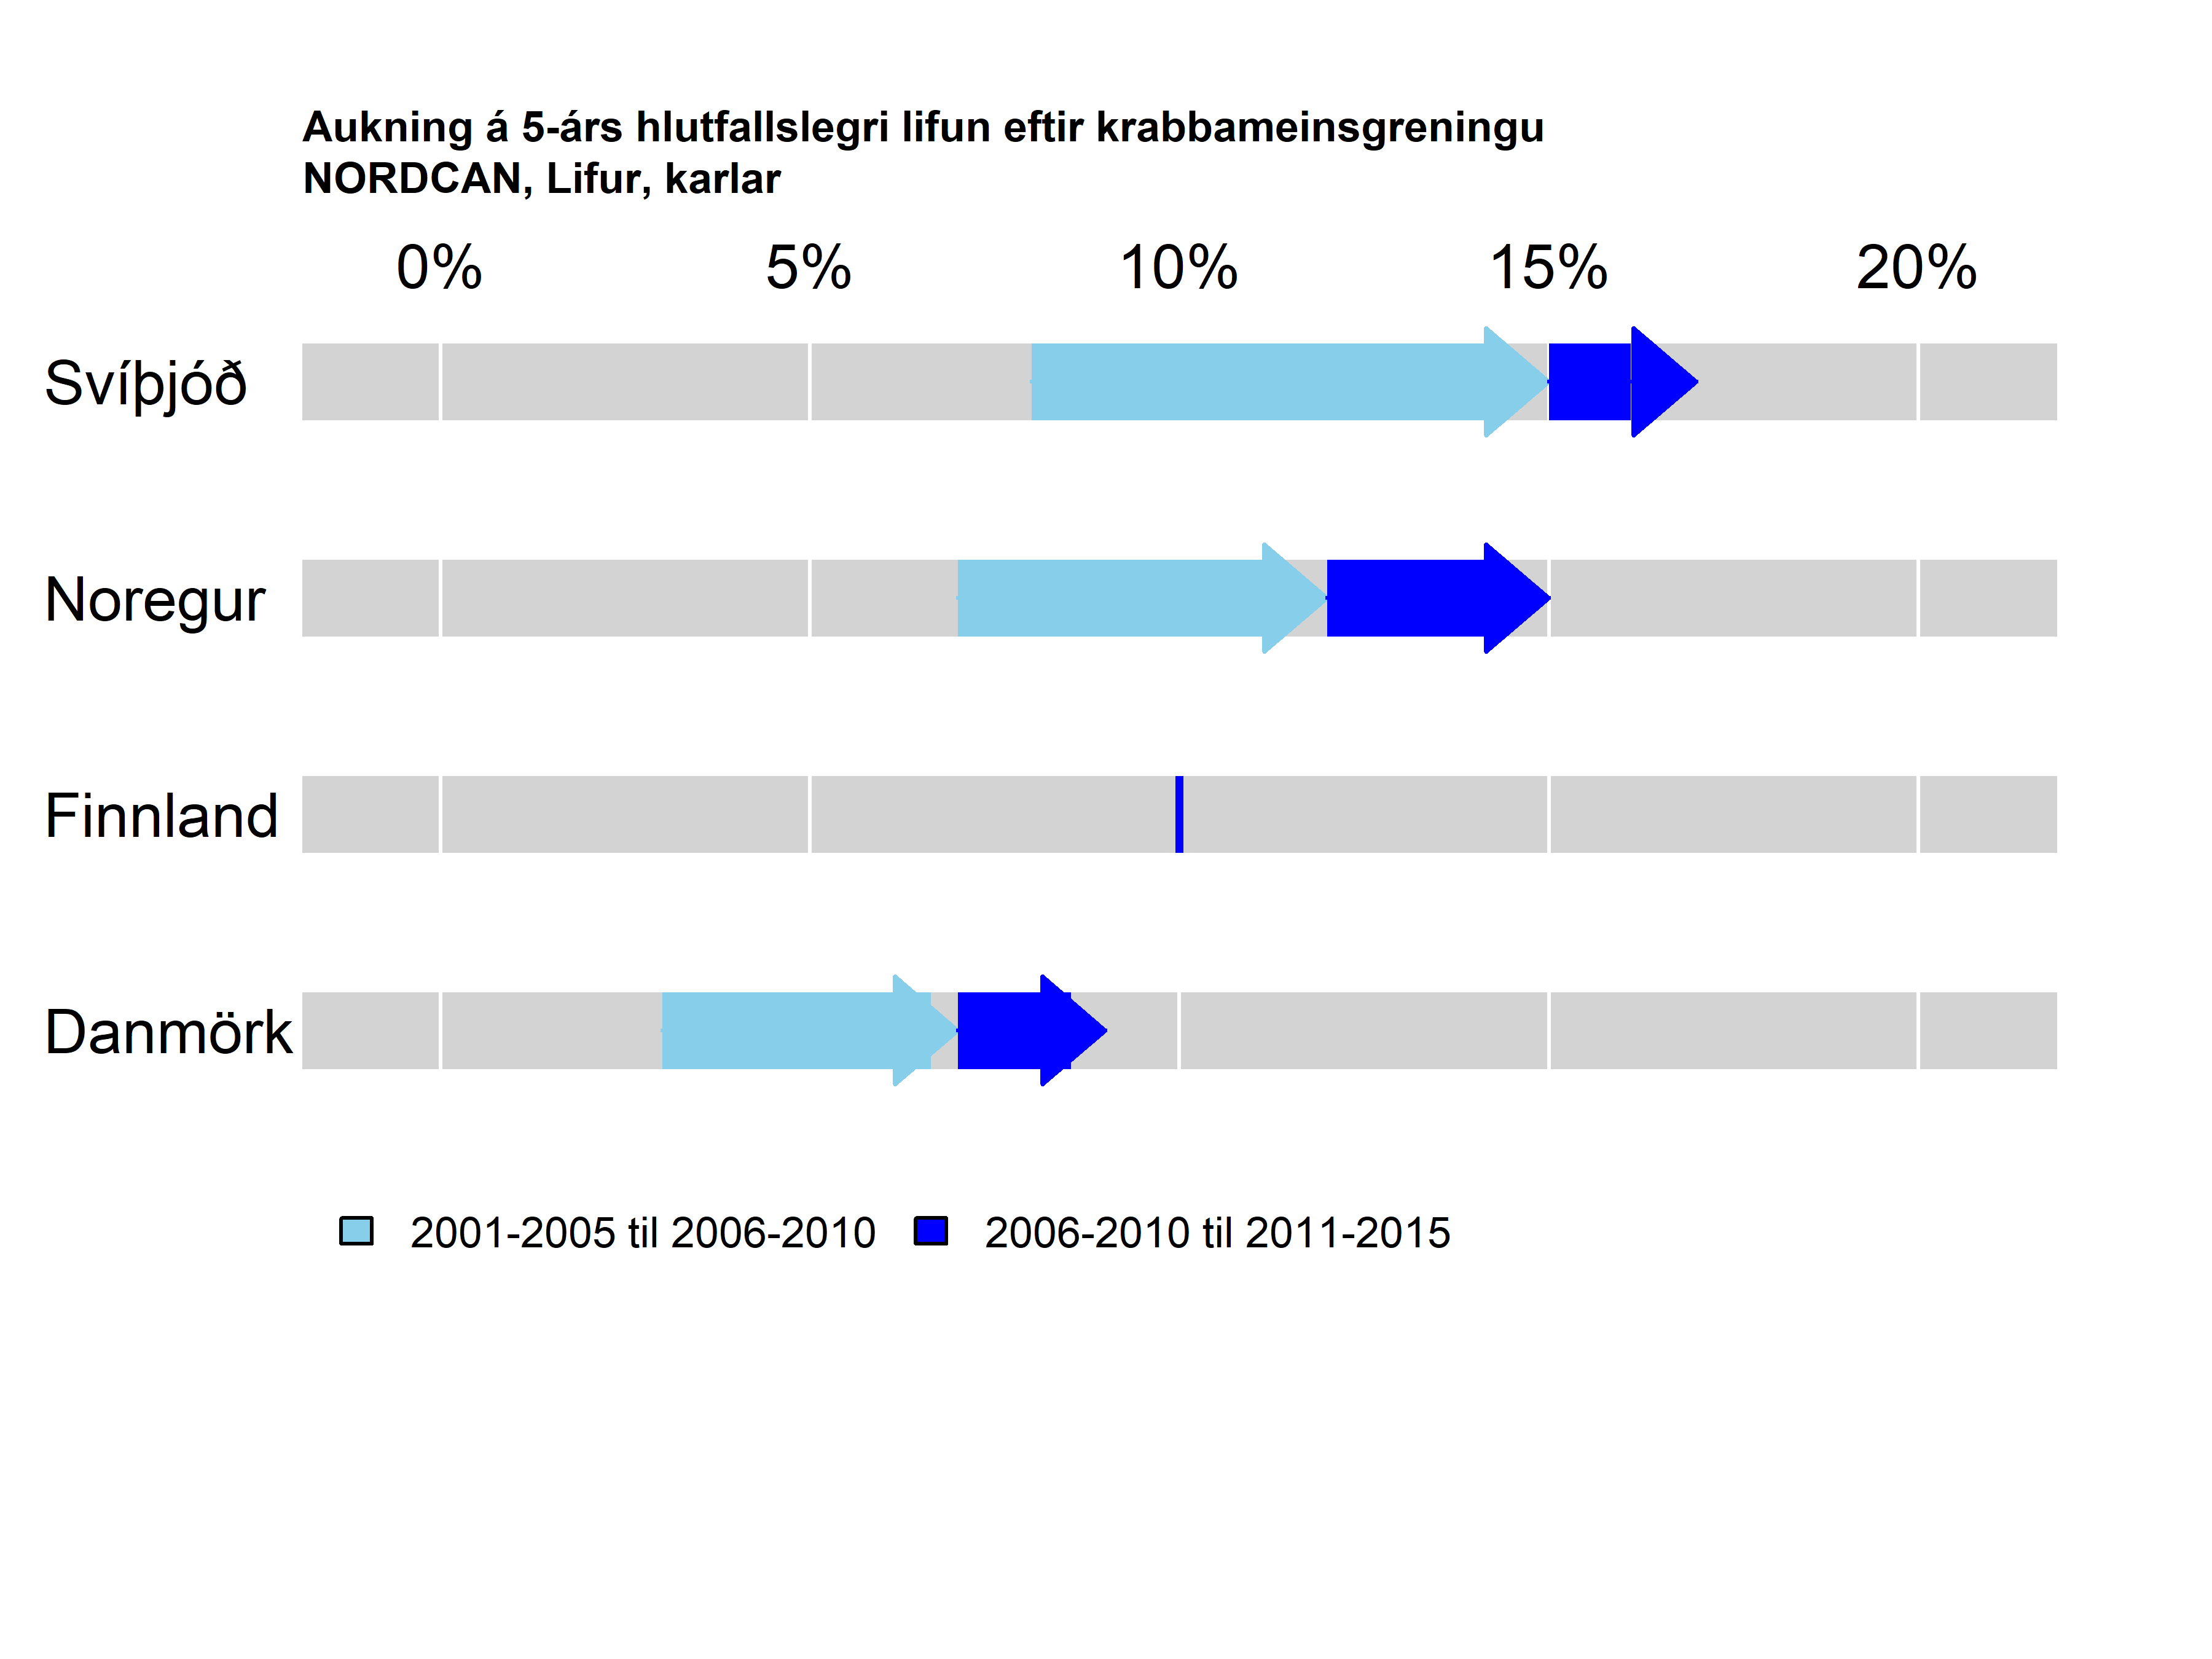 Aukning á 5-árs hlutfallslegri lifun eftir krabbameinsgreningu
NORDCAN, Lifur, karlar
0% 5% 10% 15% 20%
Svíþjóð
Noregur
Finnland
Danmörk
2001-2005 til 2006-2010 2006-2010 til 2011-2015